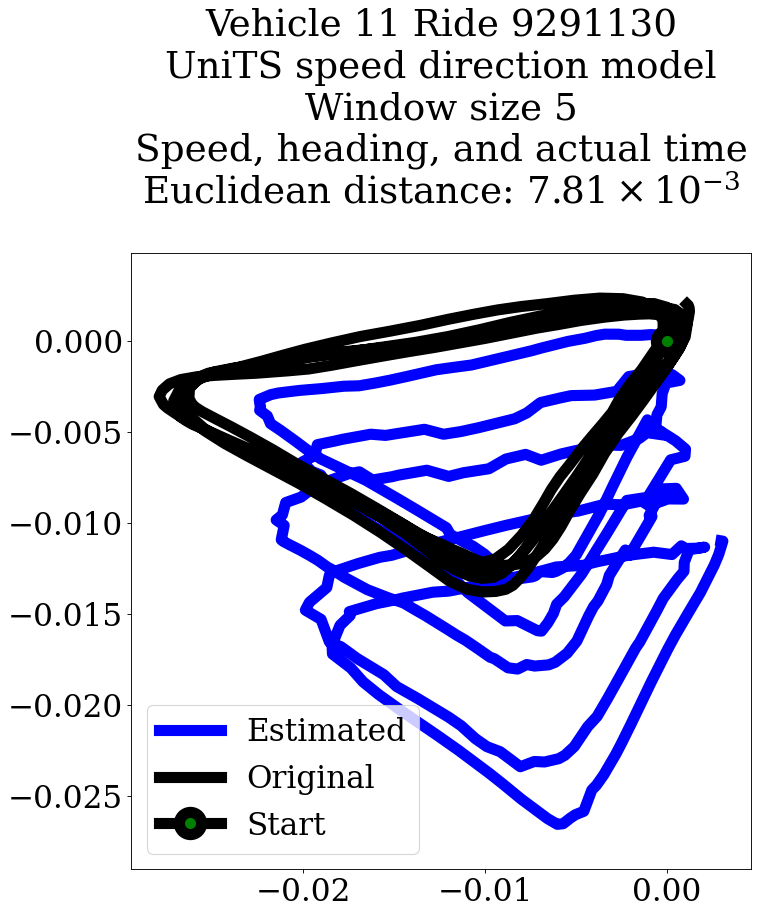 Vehicle 11 Ride 9291130
UniTS speed direction model
Window size 5
Speed, heading, and actual time
Euclidean distance: 7.81 × 10⁻³
0.000
−0.005
−0.010
−0.015
−0.020
−0.025
Estimated
Original
Start
−0.02
−0.01
0.00